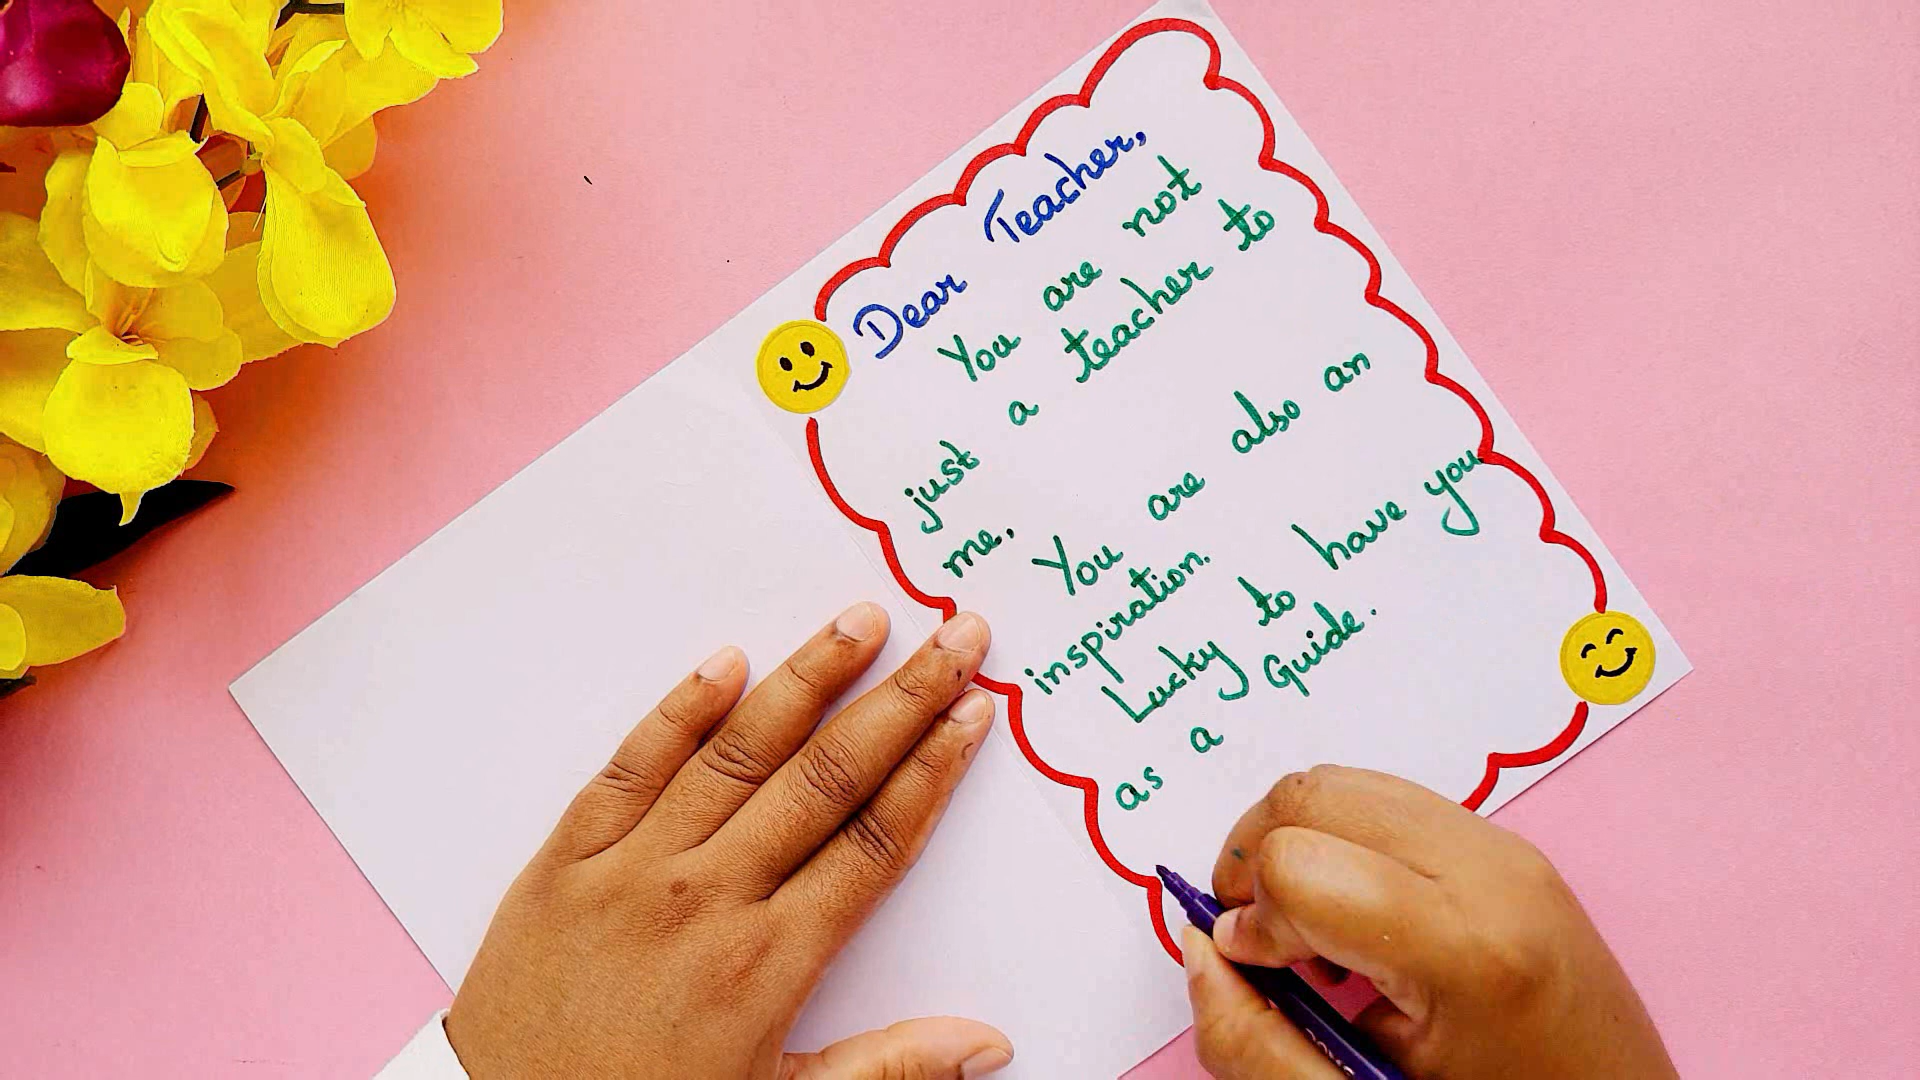 Dear Teacher,
You are not
just a teacher to
me. You are also an
inspiration.
Lucky to have you
as a Guide.